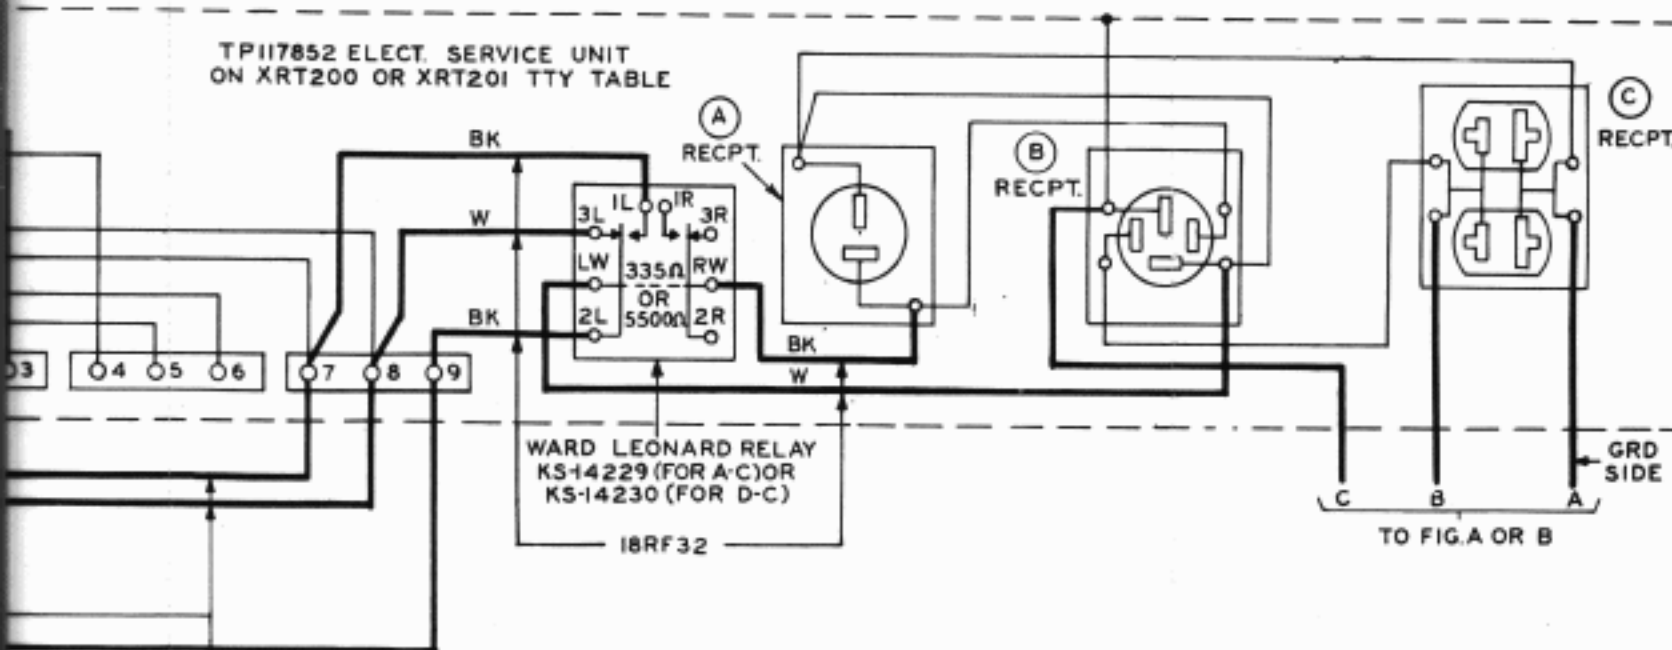 TP117852 ELECT. SERVICE UNIT
ON XRT200 OR XRT201 TTY TABLE
A
RECPT.
B
RECPT.
C
RECPT.
BK
W
BK
1L
1R
3L
3R
LW
335Ω
RW
OR
2L
5500Ω
2R
BK
W
3
4
5
6
7
8
9
WARD LEONARD RELAY
KS-14229 (FOR A-C) OR
KS-14230 (FOR D-C)
18RF32
GRD
SIDE
C
B
A
TO FIG. A OR B